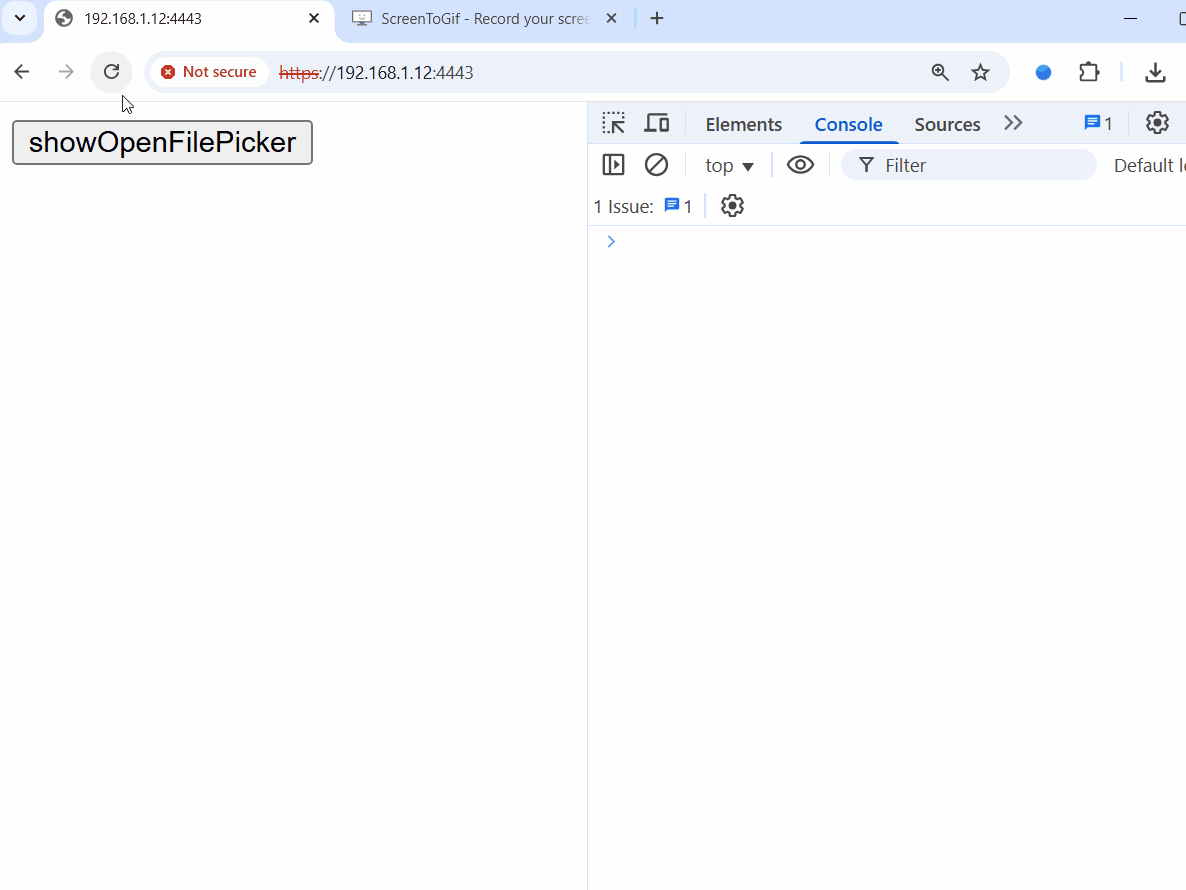 192.168.1.12:4443
ScreenToGif - Record your scree
Not secure
https://192.168.1.12:4443
showOpenFilePicker
Elements
Console
Sources
1
top
Filter
Default l
1 Issue:
1